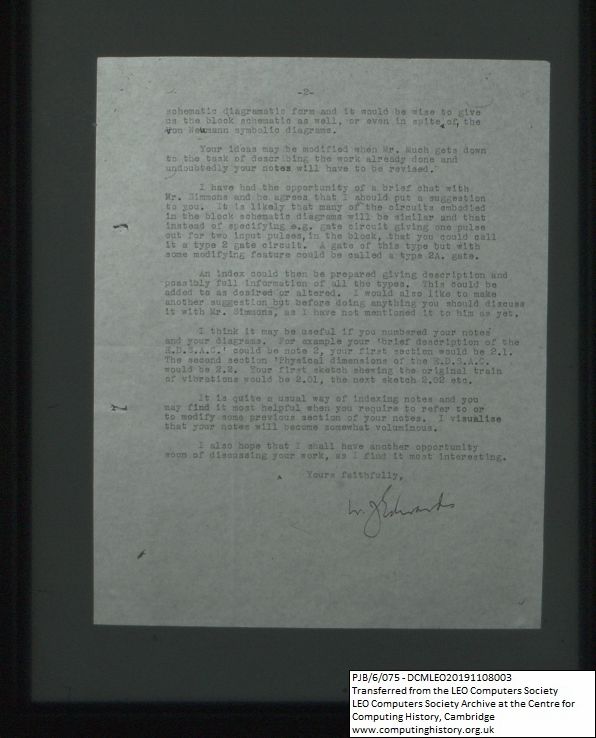 -2-
schematic diagramatic form and it would be wise to give
us the block schematic as well, or even in spite of, the
Von Neumann symbolic diagrams.
Your ideas may be modified when Mr. Much gets down
to the task of describing the work already done and
undoubtedly your notes will have to be revised.
I have had the opportunity of a brief chat with
Mr. Simmons and he agrees that I should put a suggestion
to you. It is likely that many of the circuits embodied
in the block schematic diagrams will be similar and that
instead of specifying e.g. gate circuit giving one pulse
out for two input pulses, in the block, that you could call
it a type 2 gate circuit. A gate of this type but with
some modifying feature could be called a type 2A. gate.
An index could then be prepared giving description and
possibly full information of all the types. This could be
added to as desired or altered. I would also like to make
another suggestion but before doing anything you should discuss
it with Mr. Simmons, as I have not mentioned it to him as yet.
I think it may be useful if you numbered your notes
and your diagrams. For example your 'brief description of the
E.D.S.A.C.' could be note 2, your first section would be 2.1.
The second section 'Physical dimensions of the E.D.S.A.C.
would be 2.2. Your first sketch shewing the original train
of vibrations would be 2.01, the next sketch 2.02 etc.
It is quite a usual way of indexing notes and you
may find it most helpful when you require to refer to or
to modify some previous section of your notes. I visualise
that your notes will become somewhat voluminous.
I also hope that I shall have another opportunity
soon of discussing your work, as I find it most interesting.
Yours faithfully,
W. J Edwards
PJB/6/075 - DCMLEO20191108003
Transferred from the LEO Computers Society
LEO Computers Society Archive at the Centre for
Computing History, Cambridge
www.computinghistory.org.uk